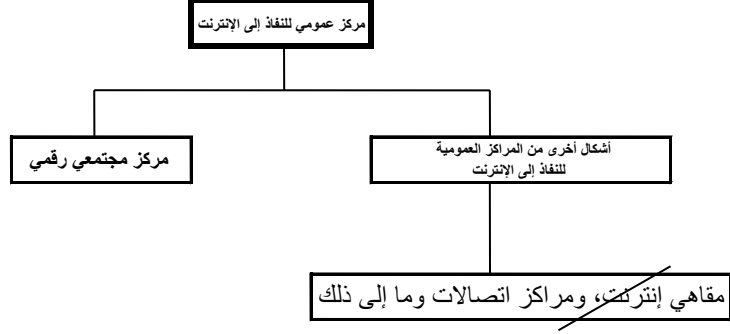 مركز عمومي للنفاذ إلى الإنترنت
مركز مجتمعي رقمي
أشكال أخرى من المراكز العمومية
للنفاذ إلى الإنترنت
مقاهي إنترنت، ومراكز اتصالات وما إلى ذلك